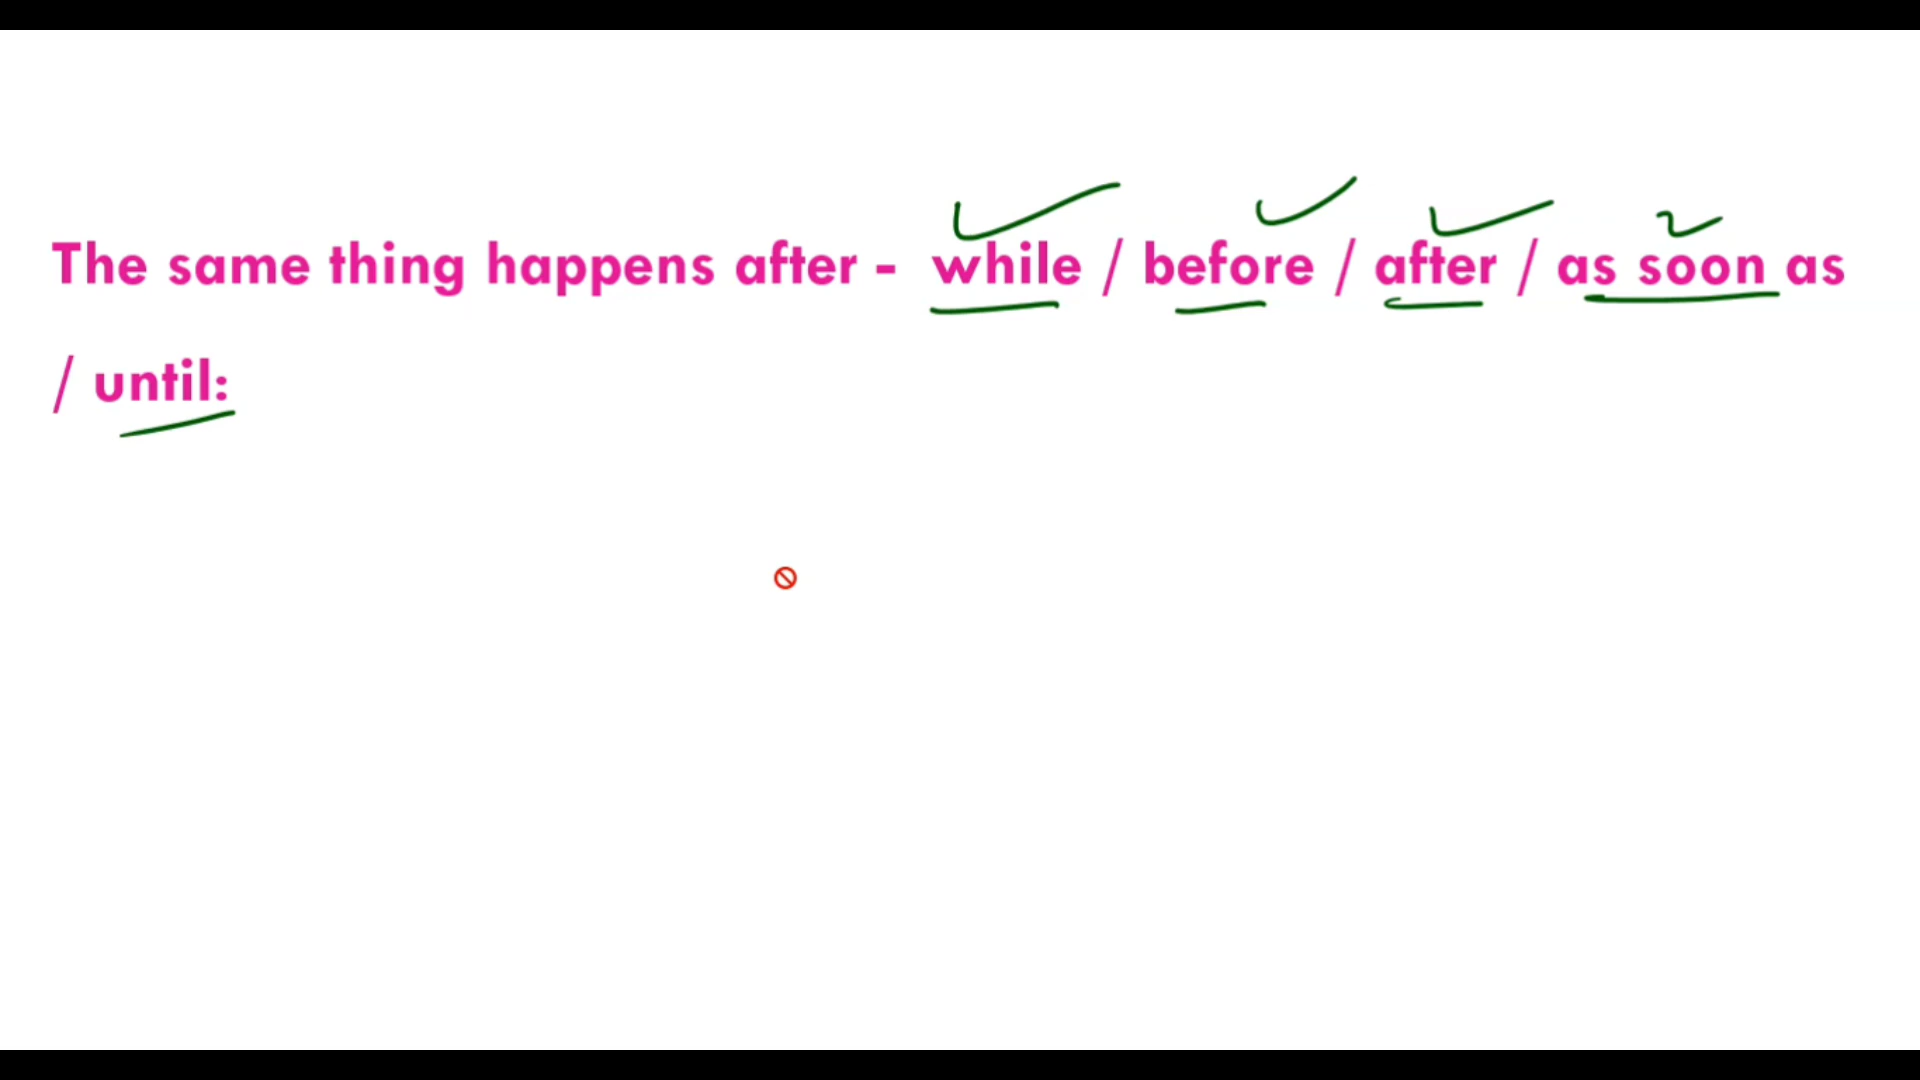 The same thing happens after - while / before / after / as soon as
/ until: